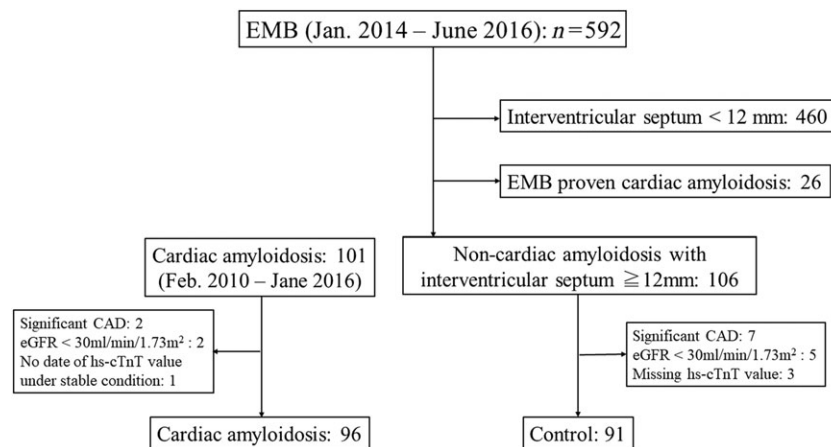 EMB (Jan. 2014 – June 2016): n=592
Interventricular septum < 12 mm: 460
EMB proven cardiac amyloidosis: 26
Cardiac amyloidosis: 101
(Feb. 2010 – Jane 2016)
Non-cardiac amyloidosis with
interventricular septum ≧12mm: 106
Significant CAD: 2
eGFR < 30ml/min/1.73m² : 2
No date of hs-cTnT value
under stable condition: 1
Significant CAD: 7
eGFR < 30ml/min/1.73m² : 5
Missing hs-cTnT value: 3
Cardiac amyloidosis: 96
Control: 91